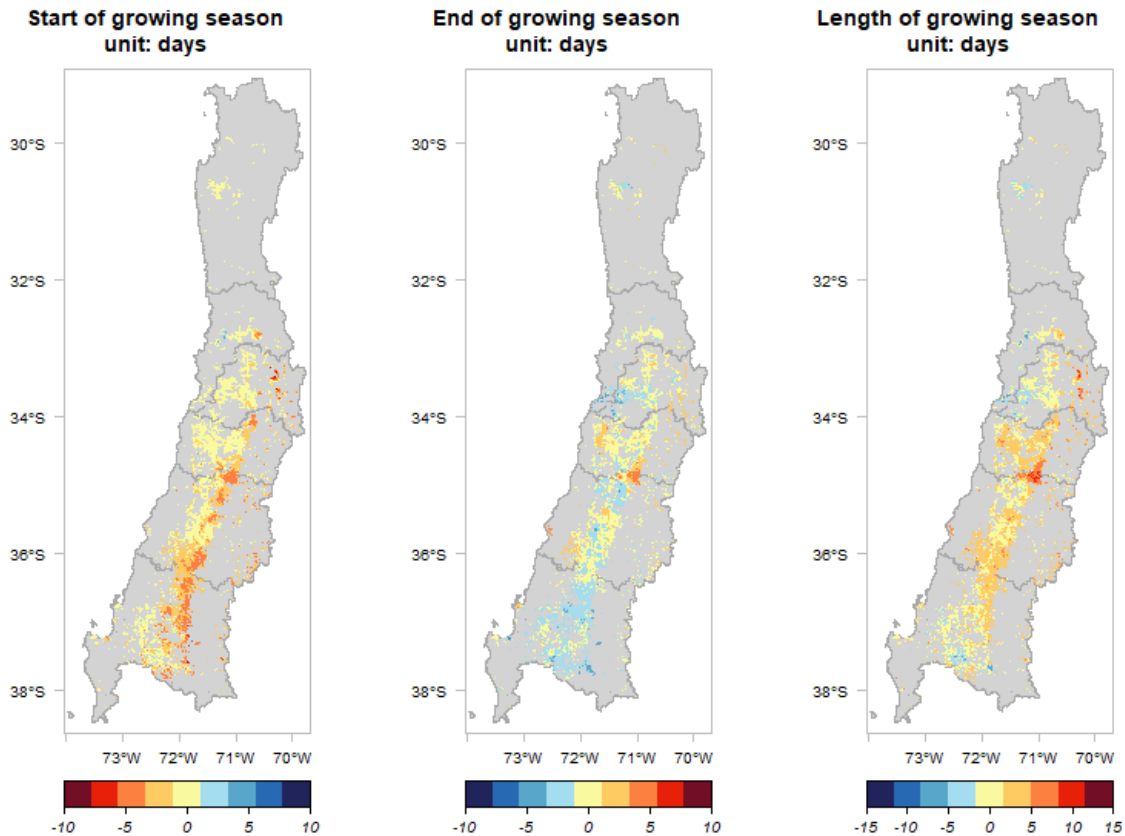 Start of growing season
unit: days
End of growing season
unit: days
Length of growing season
unit: days
30°S
32°S
34°S
36°S
38°S
73°W 72°W 71°W 70°W
-10 -5 0 5 10
30°S
32°S
34°S
36°S
38°S
73°W 72°W 71°W 70°W
-10 -5 0 5 10
30°S
32°S
34°S
36°S
38°S
73°W 72°W 71°W 70°W
-15 -10 -5 0 5 10 15